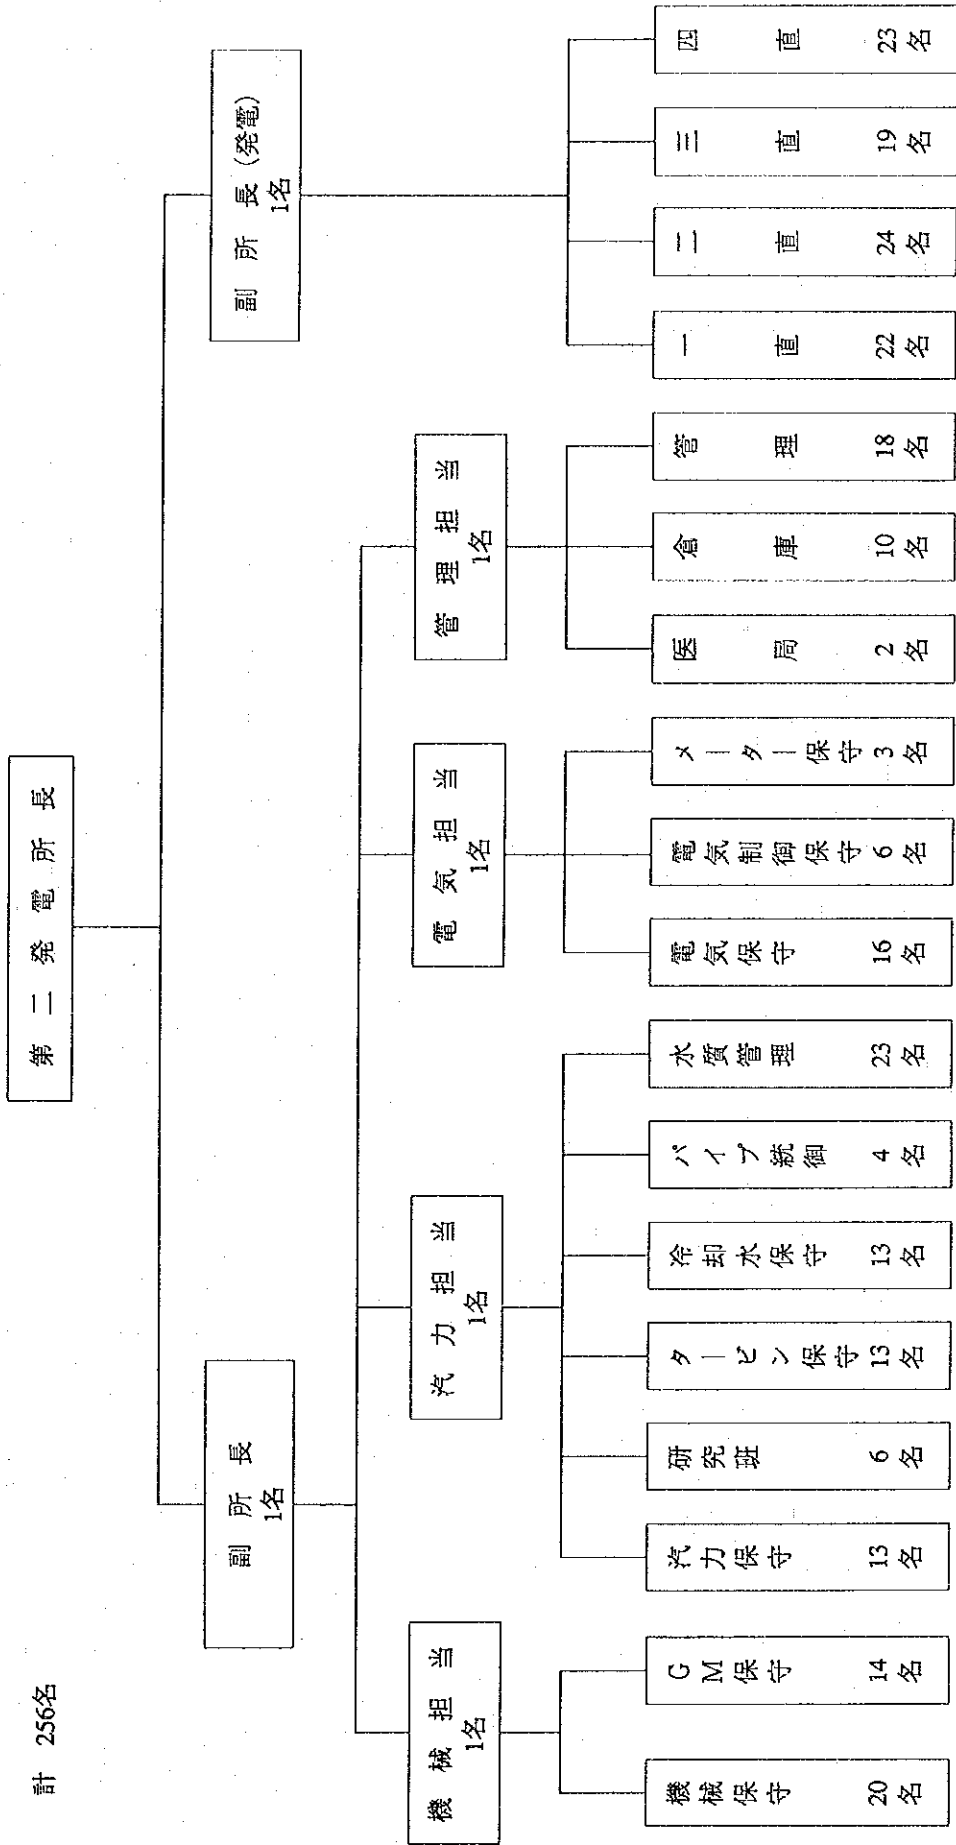 計 256名
第二発電所長
副所長
1名
副所長(発電)
1名
機械担当
1名
汽力担当
1名
電気担当
1名
管理担当
1名
機械保守
20名
GM保守
14名
汽力保守
13名
研究班
6名
タービン保守
13名
冷却水保守
13名
パイプ統御
4名
水質管理
23名
電気保守
16名
電気制御保守
6名
メーター保守
3名
医局
2名
倉庫
10名
管理
18名
一直
22名
二直
24名
三直
19名
四直
23名